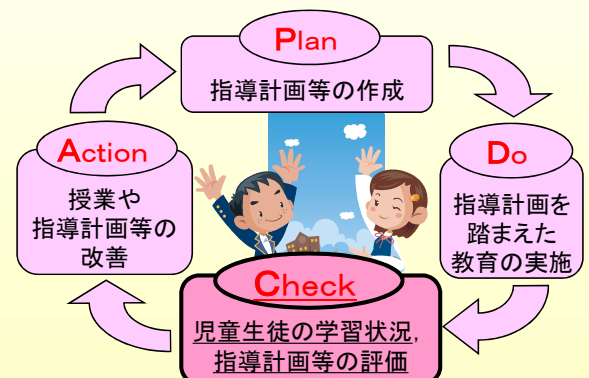 Plan
指導計画等の作成
Do
指導計画を
踏まえた
教育の実施
Check
児童生徒の学習状況,
指導計画等の評価
Action
授業や
指導計画等の
改善